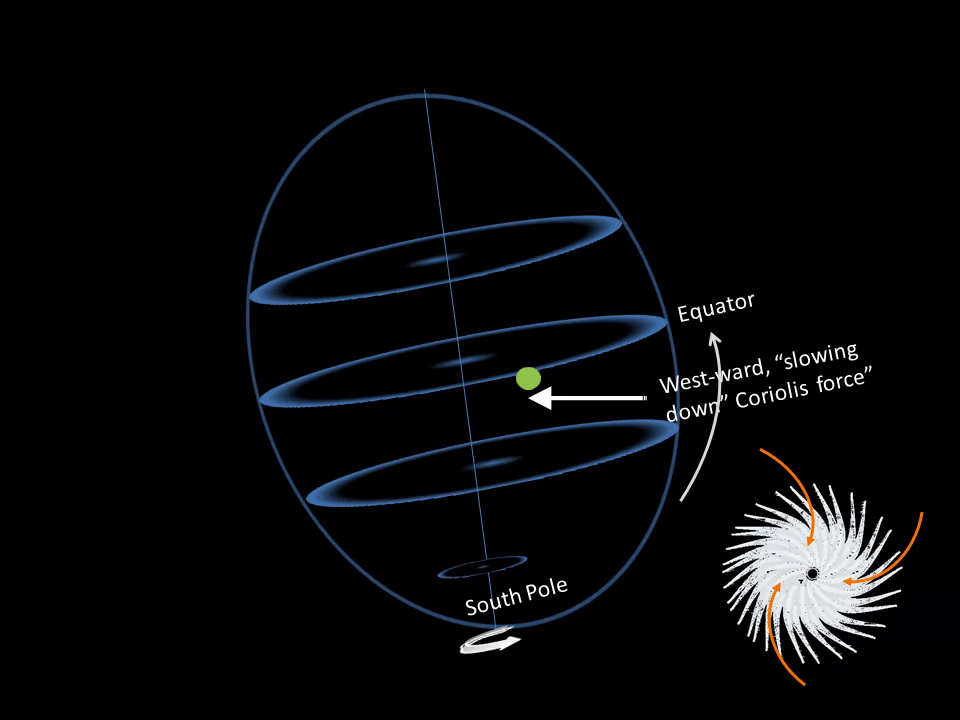 Equator
West-ward, “slowing
down” Coriolis force”
South Pole